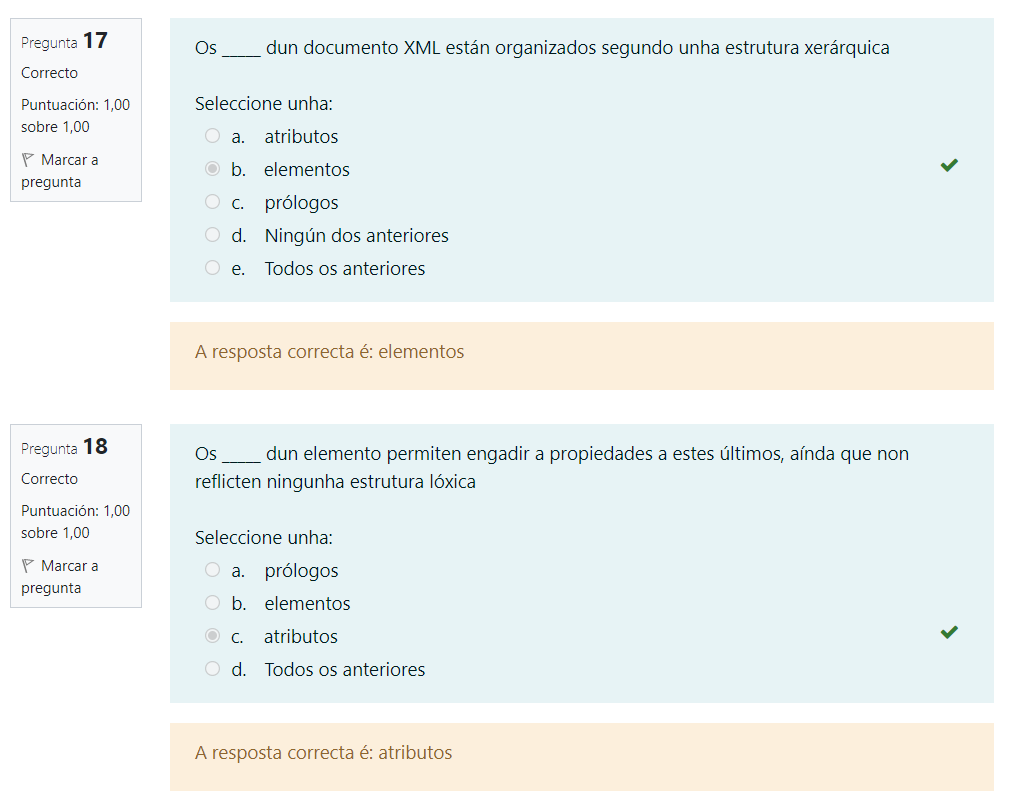 Pregunta 17
Correcto
Puntuación: 1,00
sobre 1,00
Marcar a
pregunta
Os _____ dun documento XML están organizados segundo unha estrutura xerárquica
Seleccione unha:
a. atributos
b. elementos
c. prólogos
d. Ningún dos anteriores
e. Todos os anteriores
A resposta correcta é: elementos
Pregunta 18
Correcto
Puntuación: 1,00
sobre 1,00
Marcar a
pregunta
Os _____ dun elemento permiten engadir a propiedades a estes últimos, aínda que non
reflicten ningunha estrutura lóxica
Seleccione unha:
a. prólogos
b. elementos
c. atributos
d. Todos os anteriores
A resposta correcta é: atributos